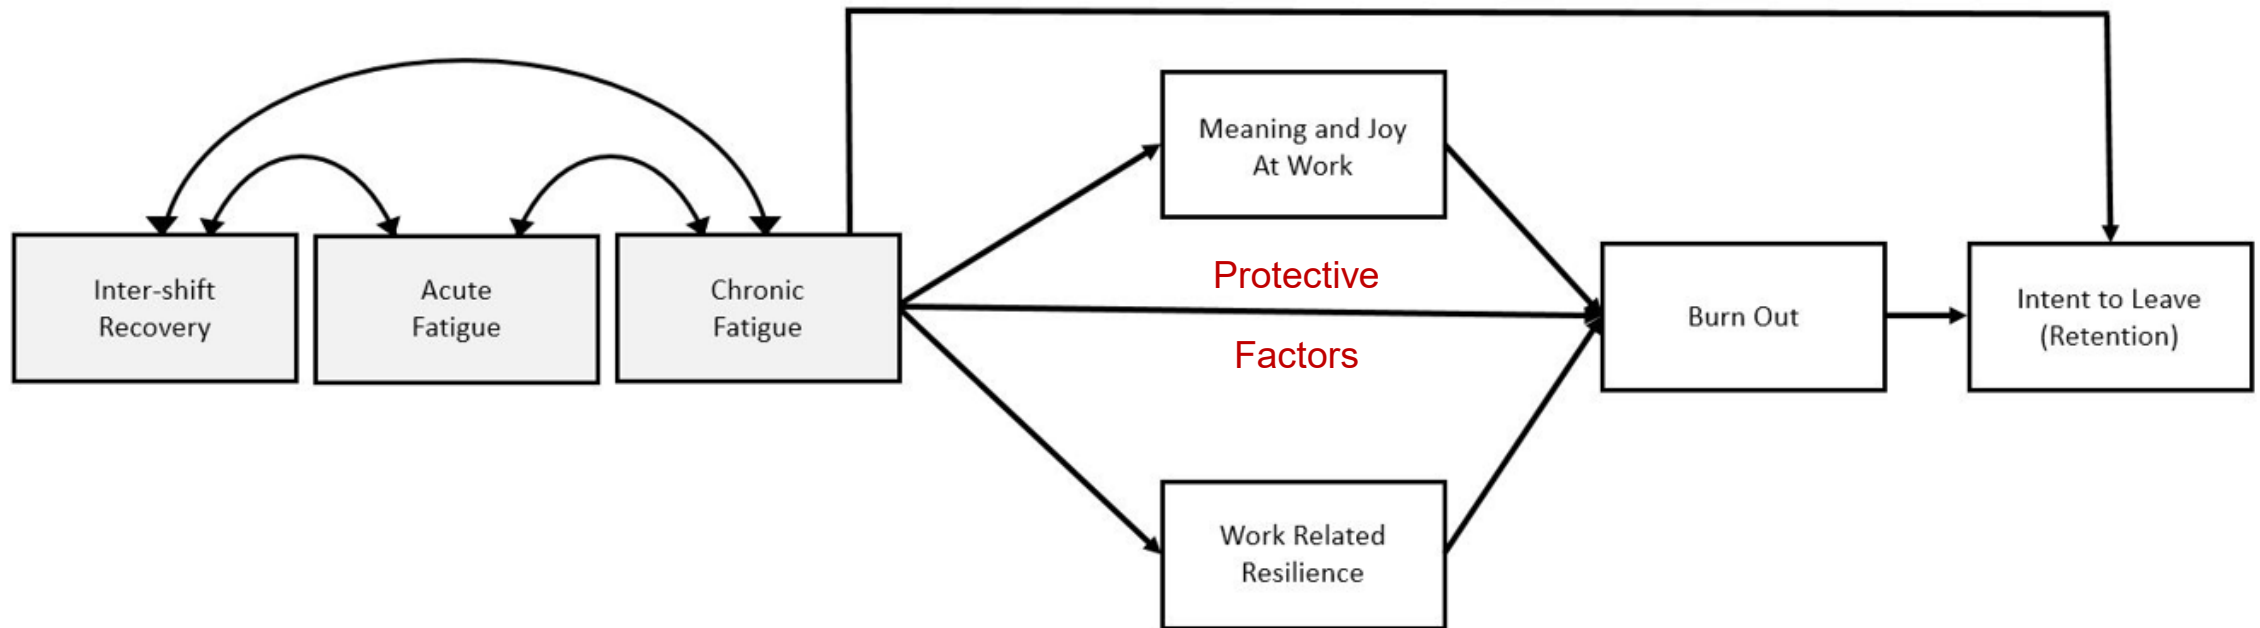 Inter-shift
Recovery
Acute
Fatigue
Chronic
Fatigue
Meaning and Joy
At Work
Protective
Factors
Work Related
Resilience
Burn Out
Intent to Leave
(Retention)